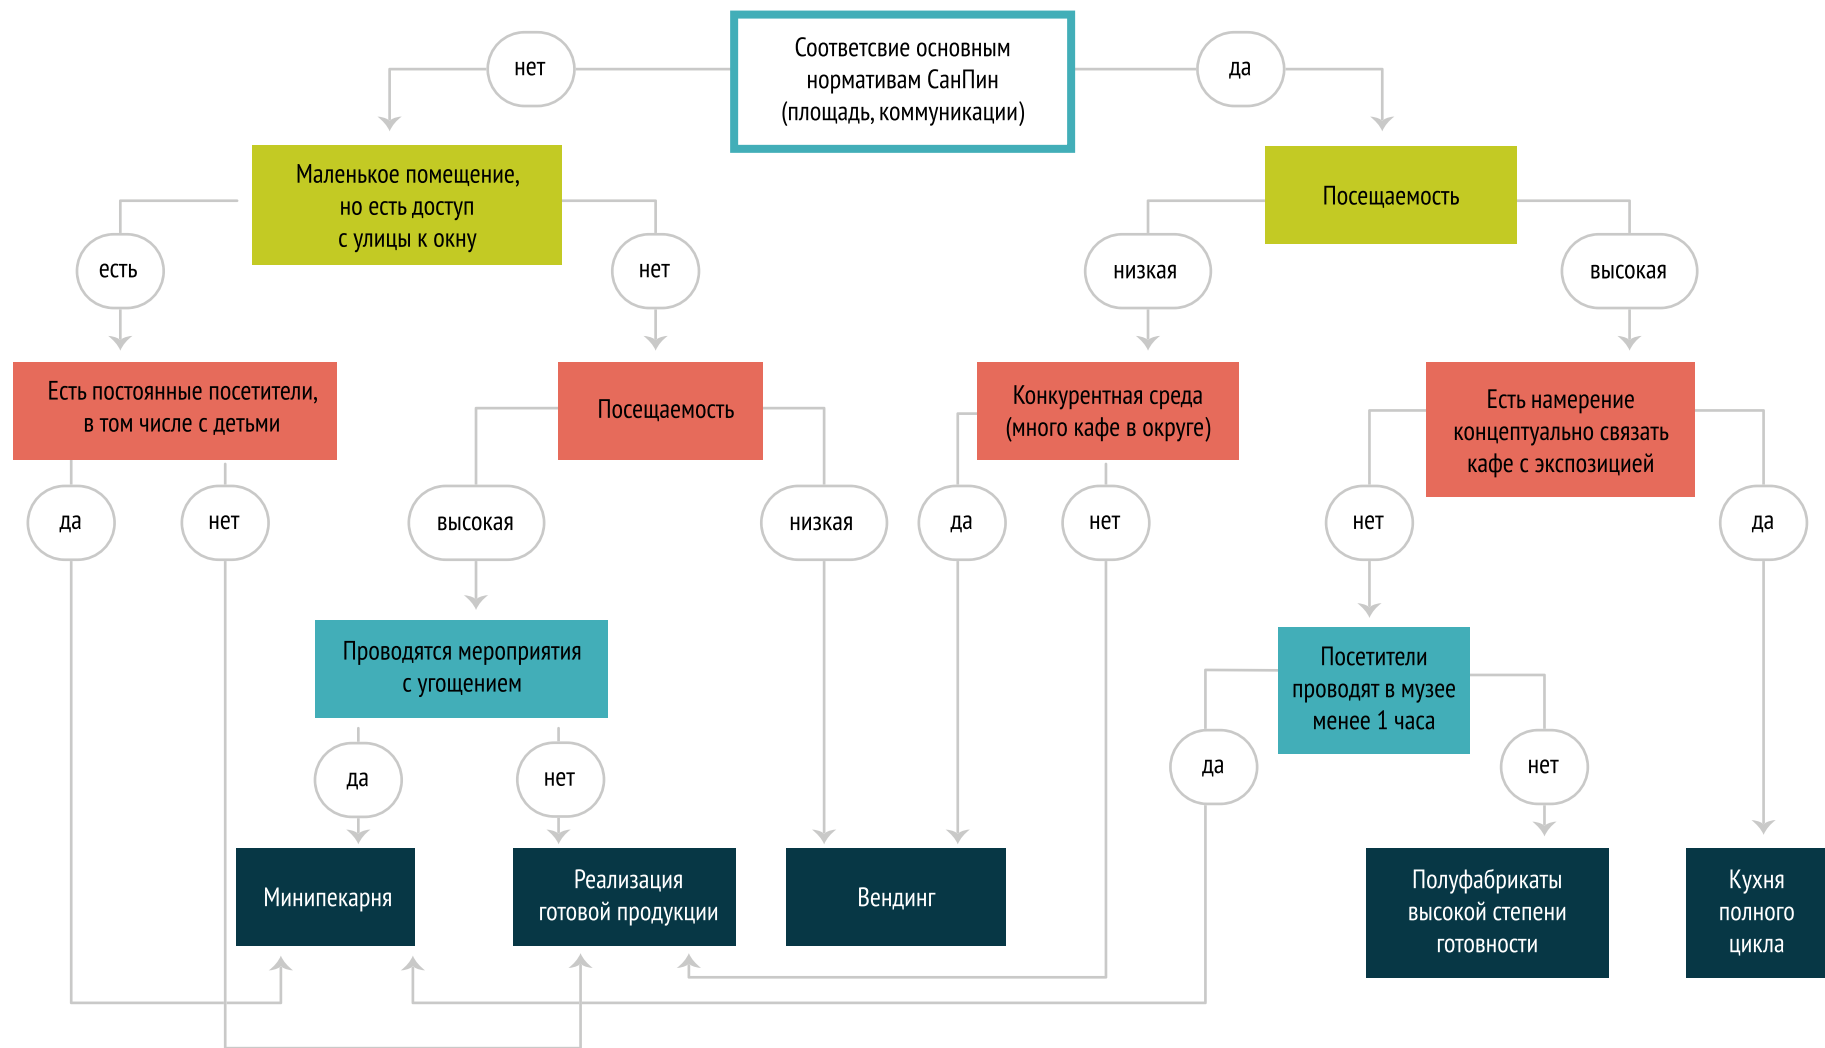 Соответсвие основным
нормативам СанПин
(площадь, коммуникации)
нет
да
Маленькое помещение,
но есть доступ
с улицы к окну
Посещаемость
есть
нет
низкая
высокая
Есть постоянные посетители,
в том числе с детьми
Посещаемость
Конкурентная среда
(много кафе в округе)
Есть намерение
концептуально связать
кафе с экспозицией
да
нет
высокая
низкая
да
нет
нет
да
Проводятся мероприятия
с угощением
Посетители
проводят в музее
менее 1 часа
да
нет
да
нет
Минипекарня
Реализация
готовой продукции
Вендинг
Полуфабрикаты
высокой степени
готовности
Кухня
полного
цикла